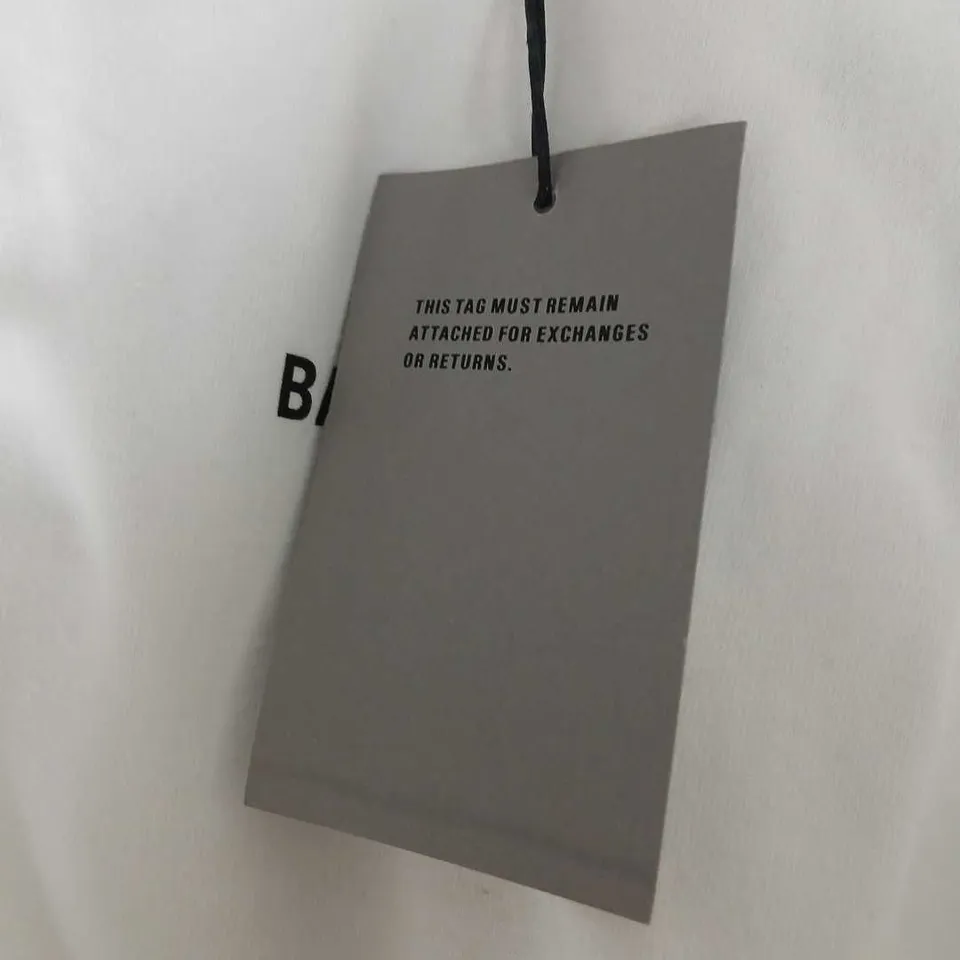 THIS TAG MUST REMAIN
ATTACHED FOR EXCHANGES
OR RETURNS.